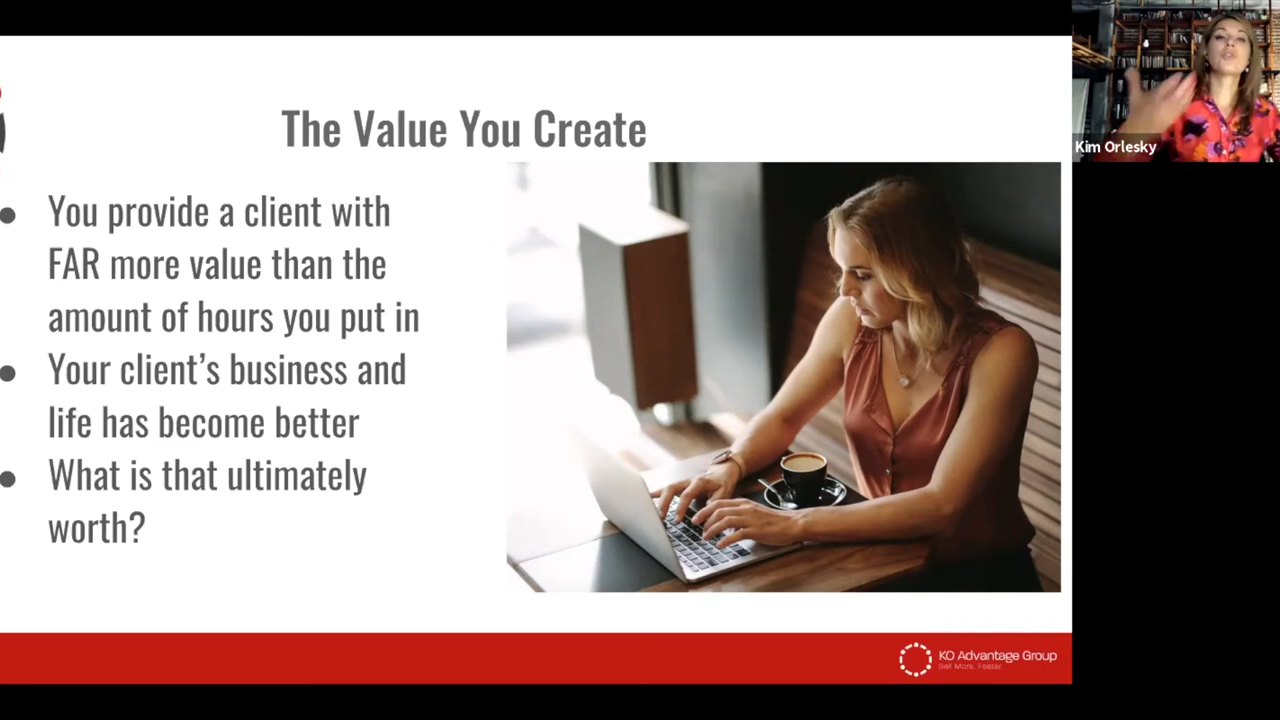 The Value You Create
● You provide a client with
FAR more value than the
amount of hours you put in
● Your client's business and
life has become better
● What is that ultimately
worth?
KO Advantage Group
Sell More, Faster.
Kim Orlesky